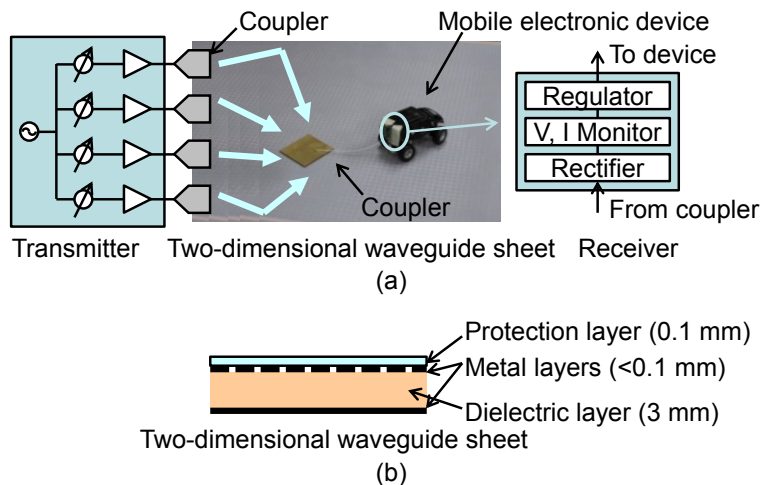 Coupler
Mobile electronic device
To device
Regulator
V, I Monitor
Rectifier
Coupler
From coupler
Transmitter
Two-dimensional waveguide sheet
Receiver
(a)
Protection layer (0.1 mm)
Metal layers (<0.1 mm)
Dielectric layer (3 mm)
Two-dimensional waveguide sheet
(b)